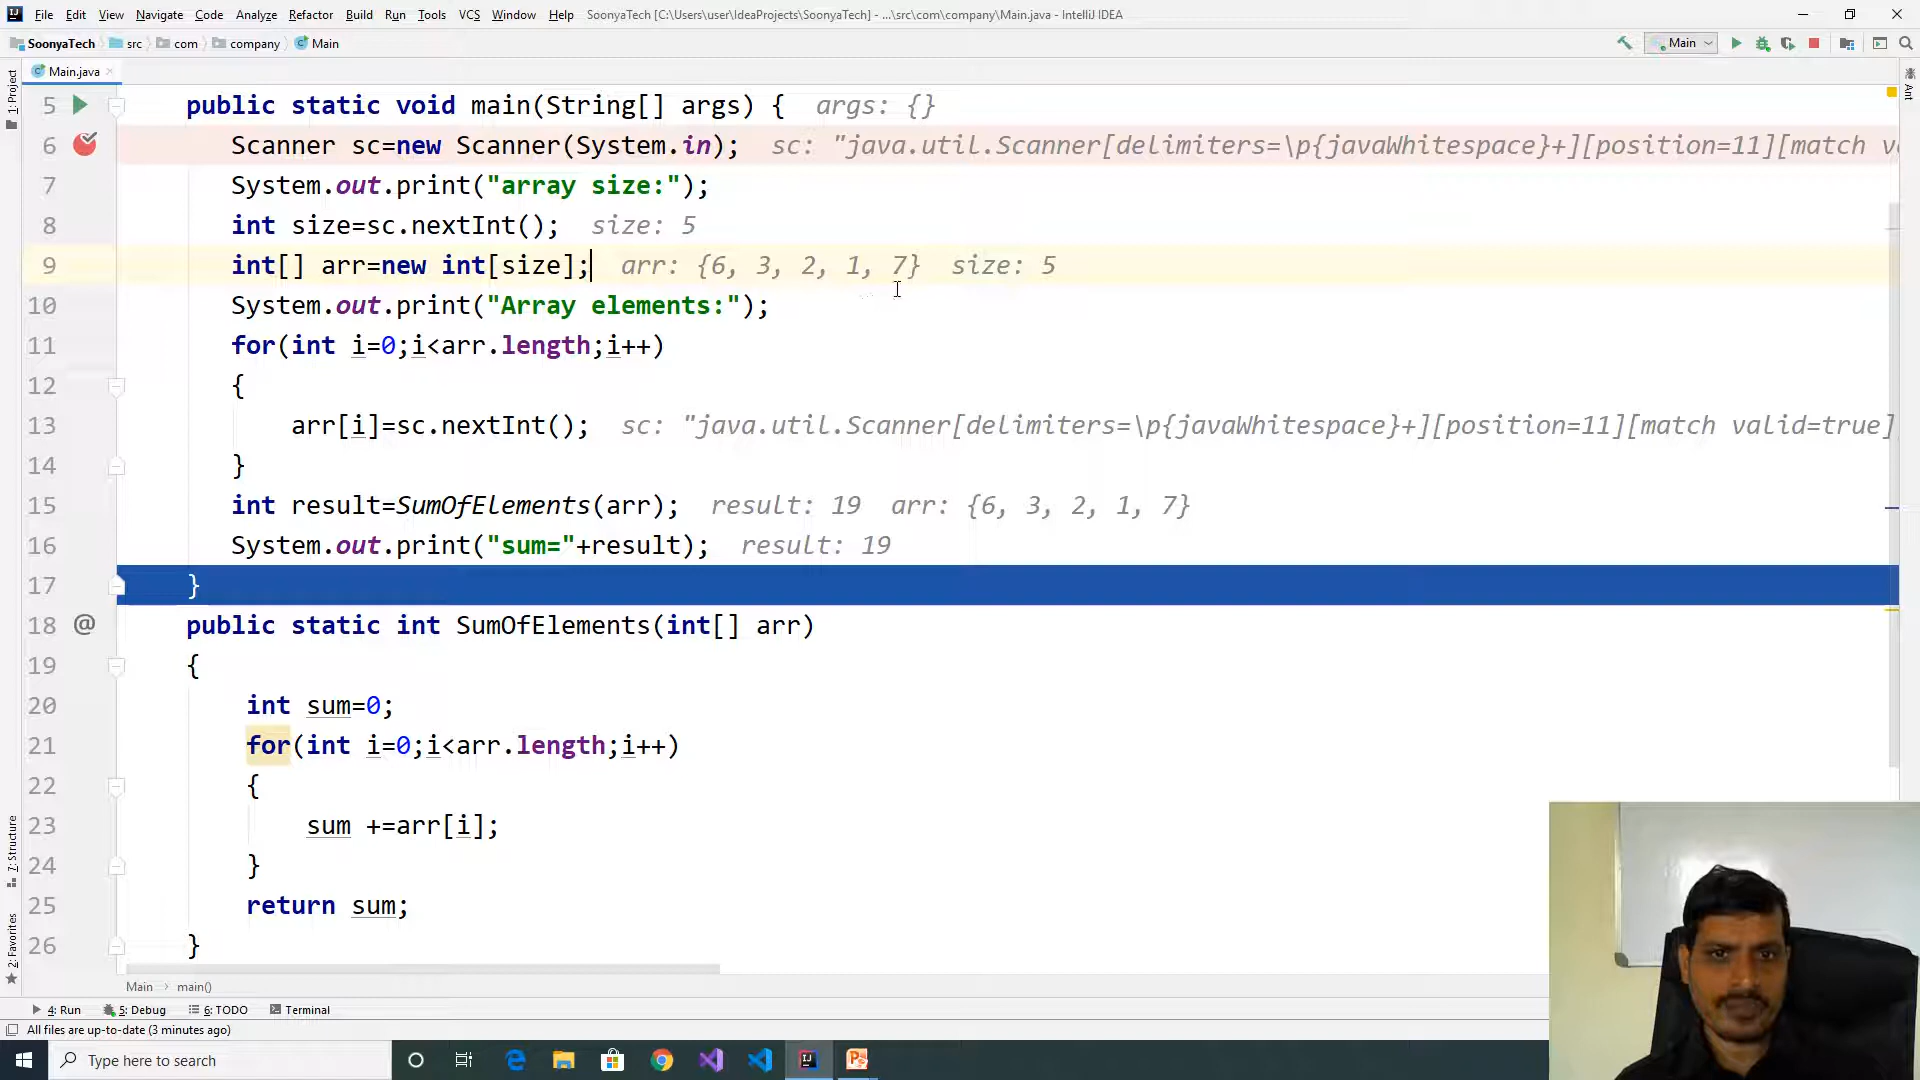 File Edit View Navigate Code Analyze Refactor Build Run Tools VCS Window Help SoonyaTech [C:\Users\user\IdeaProjects\SoonyaTech] - ...\src\com\company\Main.java - IntelliJ IDEA
SoonyaTech src com company Main Main
Main.java
1: Project
Ant
5 public static void main(String[] args) { args: {}
6 Scanner sc=new Scanner(System.in); sc: "java.util.Scanner[delimiters=\p{javaWhitespace}+][position=11][match va
7 System.out.print("array size:");
8 int size=sc.nextInt(); size: 5
9 int[] arr=new int[size]; arr: {6, 3, 2, 1, 7} size: 5
10 System.out.print("Array elements:");
11 for(int i=0;i<arr.length;i++)
12 {
13 arr[i]=sc.nextInt(); sc: "java.util.Scanner[delimiters=\p{javaWhitespace}+][position=11][match valid=true]
14 }
15 int result=SumOfElements(arr); result: 19 arr: {6, 3, 2, 1, 7}
16 System.out.print("sum="+result); result: 19
17 }
18 @ public static int SumOfElements(int[] arr)
19 {
20 int sum=0;
21 for(int i=0;i<arr.length;i++)
22 {
23 sum +=arr[i];
24 }
25 return sum;
26 }
7: Structure
2: Favorites
Main main()
4: Run 5: Debug 6: TODO Terminal
All files are up-to-date (3 minutes ago)
Type here to search